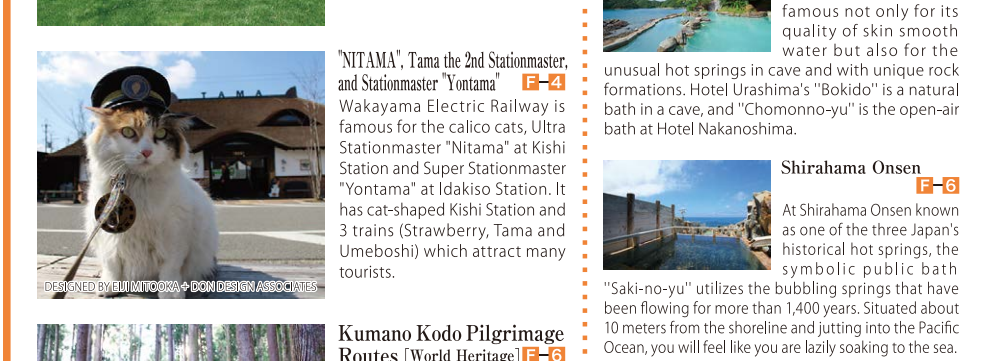 TAMA
DESIGNED BY EIJI MITOOKA + DON DESIGN ASSOCIATES
"NITAMA", Tama the 2nd Stationmaster,
and Stationmaster "Yontama" F-4
Wakayama Electric Railway is
famous for the calico cats, Ultra
Stationmaster "Nitama" at Kishi
Station and Super Stationmaster
"Yontama" at Idakiso Station. It
has cat-shaped Kishi Station and
3 trains (Strawberry, Tama and
Umeboshi) which attract many
tourists.
Kumano Kodo Pilgrimage
Routes [World Heritage] F-6
famous not only for its
quality of skin smooth
water but also for the
unusual hot springs in cave and with unique rock
formations. Hotel Urashima's "Bokido" is a natural
bath in a cave, and "Chomonno-yu" is the open-air
bath at Hotel Nakanoshima.
Shirahama Onsen
F-6
At Shirahama Onsen known
as one of the three Japan's
historical hot springs, the
symbolic public bath
"Saki-no-yu" utilizes the bubbling springs that have
been flowing for more than 1,400 years. Situated about
10 meters from the shoreline and jutting into the Pacific
Ocean, you will feel like you are lazily soaking to the sea.